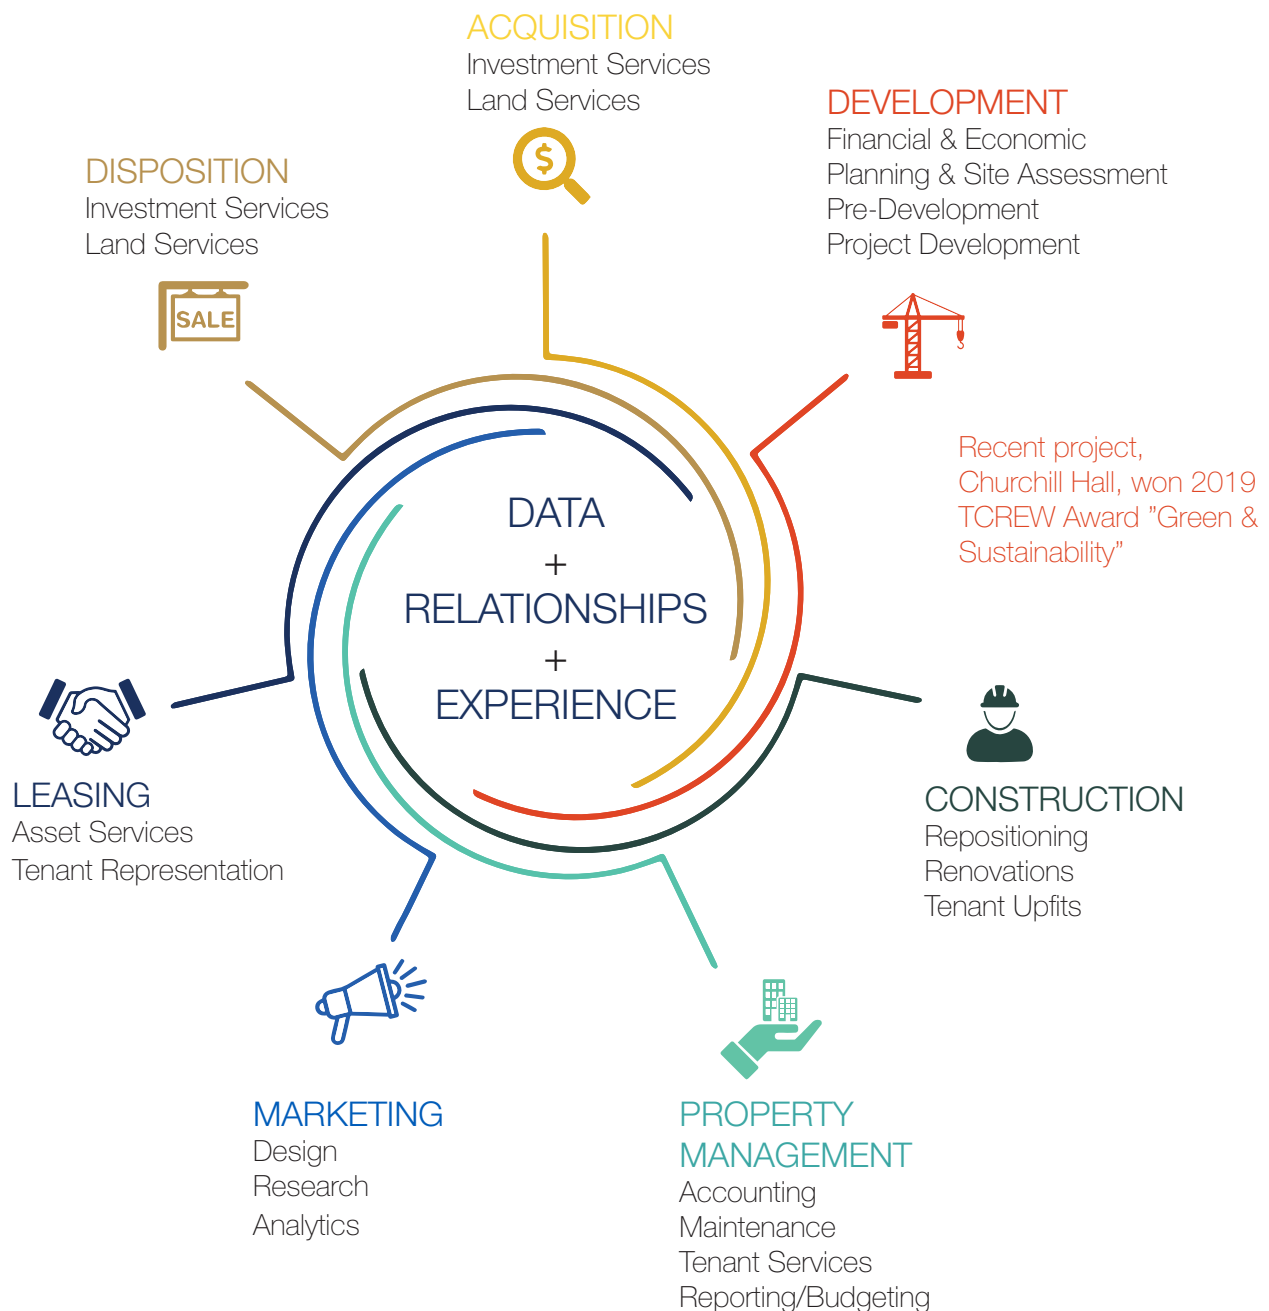 ACQUISITION
Investment Services
Land Services
DEVELOPMENT
Financial & Economic
Planning & Site Assessment
Pre-Development
Project Development
DISPOSITION
Investment Services
Land Services
SALE
Recent project,
Churchill Hall, won 2019
TCREW Award ”Green &
Sustainability”
DATA
+
RELATIONSHIPS
+
EXPERIENCE
LEASING
Asset Services
Tenant Representation
CONSTRUCTION
Repositioning
Renovations
Tenant Upfits
MARKETING
Design
Research
Analytics
PROPERTY
MANAGEMENT
Accounting
Maintenance
Tenant Services
Reporting/Budgeting